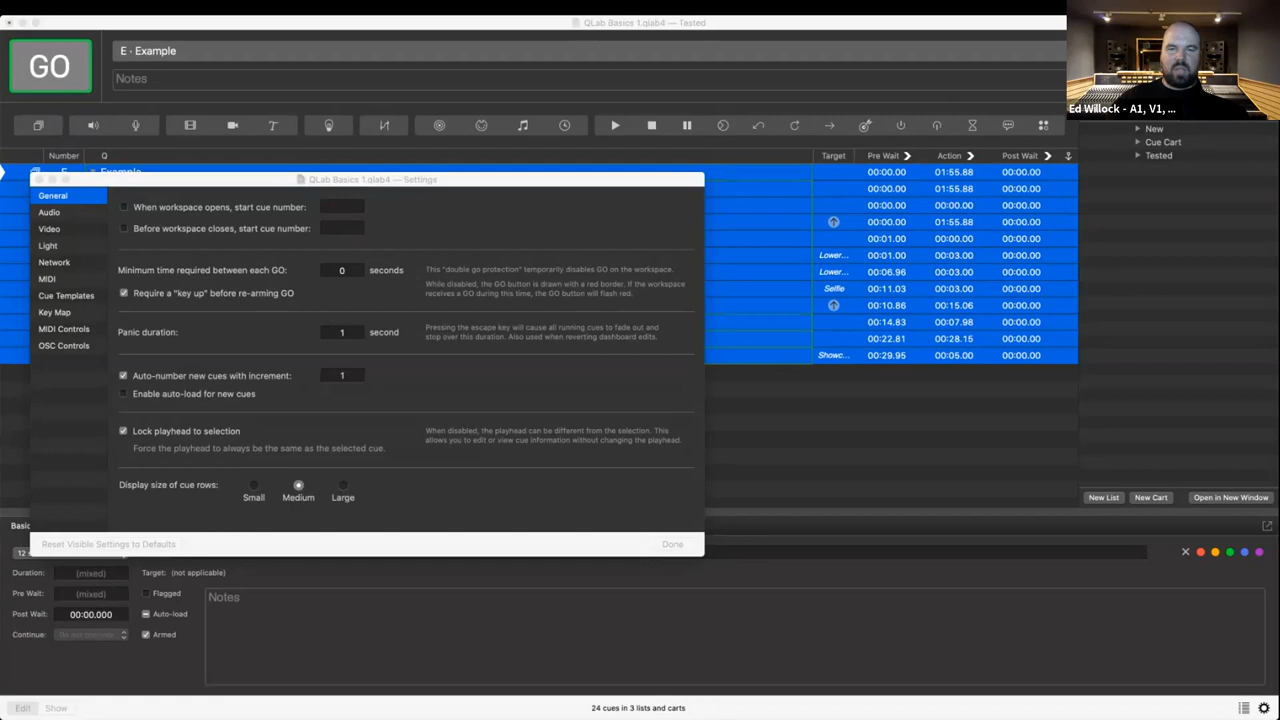 QLab Basics 1.qlab4 — Tested
GO
E · Example
Notes
Ed Willock - A1, V1, ...
New
Cue Cart
Tested
Number Q Target Pre Wait Action Post Wait
E Example 00:00.00 01:55.88 00:00.00
00:00.00 00:00.00 00:00.00
00:00.00 00:00.00 00:00.00
00:00.00 01:55.88 00:00.00
00:01.00 00:00.00 00:00.00
Lower... 00:01.00 00:03.00 00:00.00
Lower... 00:06.96 00:03.00 00:00.00
Selfie 00:11.03 00:03.00 00:00.00
00:10.86 00:15.06 00:00.00
00:14.83 00:07.98 00:00.00
00:22.81 00:28.15 00:00.00
Showc... 00:29.95 00:05.00 00:00.00
QLab Basics 1.qlab4 — Settings
General
Audio
Video
Light
Network
MIDI
Cue Templates
Key Map
MIDI Controls
OSC Controls
When workspace opens, start cue number:
Before workspace closes, start cue number:
Minimum time required between each GO: 0 seconds
Require a "key up" before re-arming GO
This "double go protection" temporarily disables GO on the workspace.
While disabled, the GO button is drawn with a red border. If the workspace
receives a GO during this time, the GO button will flash red.
Panic duration: 1 second
Pressing the escape key will cause all running cues to fade out and
stop over this duration. Also used when reverting dashboard edits.
Auto-number new cues with increment: 1
Enable auto-load for new cues
Lock playhead to selection
Force the playhead to always be the same as the selected cue.
When disabled, the playhead can be different from the selection. This
allows you to edit or view cue information without changing the playhead.
Display size of cue rows:
Small Medium Large
Reset Visible Settings to Defaults Done
New List New Cart Open in New Window
Basic
12
Duration: (mixed) Target: (not applicable)
Pre Wait: (mixed) Flagged
Post Wait: 00:00.000 Auto-load
Continue: Do not continue Armed
Notes
Edit Show
24 cues in 3 lists and carts